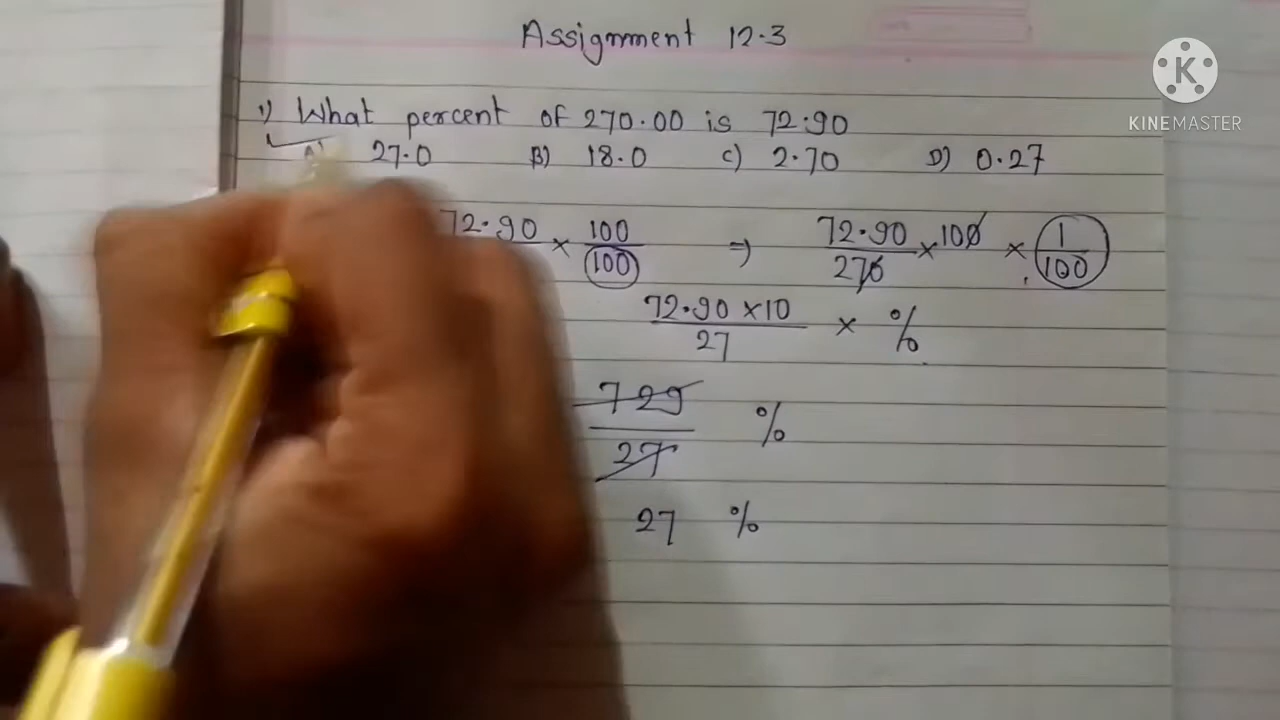 Assignment 12.3
K
KINEMASTER
1) What percent of 270.00 is 72.90
A) 27.0 B) 18.0 C) 2.70 D) 0.27
72.90 × 100/100 ⇒ 72.90/270 × 100 × 1/100
72.90 × 10/27 × %
729/27 %
27 %